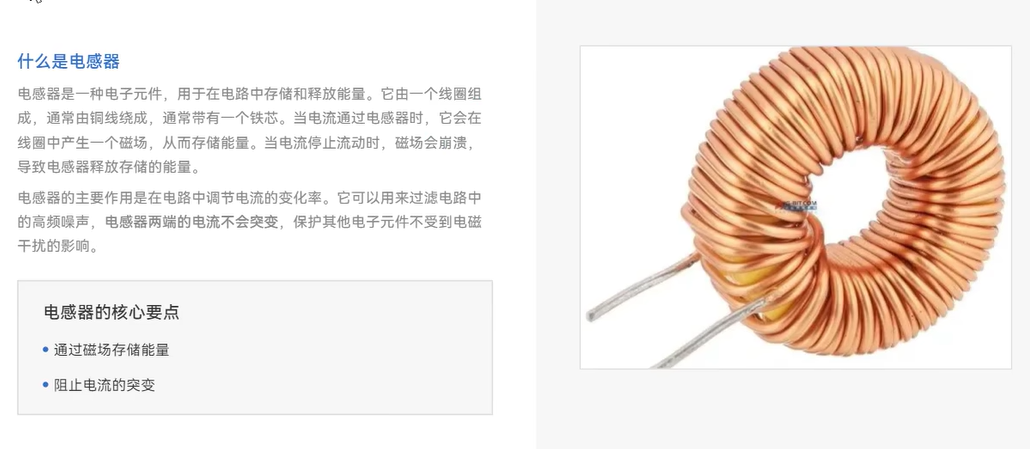 什么是电感器
电感器是一种电子元件，用于在电路中存储和释放能量。它由一个线圈组
成，通常由铜线绕成，通常带有一个铁芯。当电流通过电感器时，它会在
线圈中产生一个磁场，从而存储能量。当电流停止流动时，磁场会崩溃，
导致电感器释放存储的能量。
电感器的主要作用是在电路中调节电流的变化率。它可以用来过滤电路中
的高频噪声，电感器两端的电流不会突变，保护其他电子元件不受到电磁
干扰的影响。
电感器的核心要点
通过磁场存储能量
阻止电流的突变